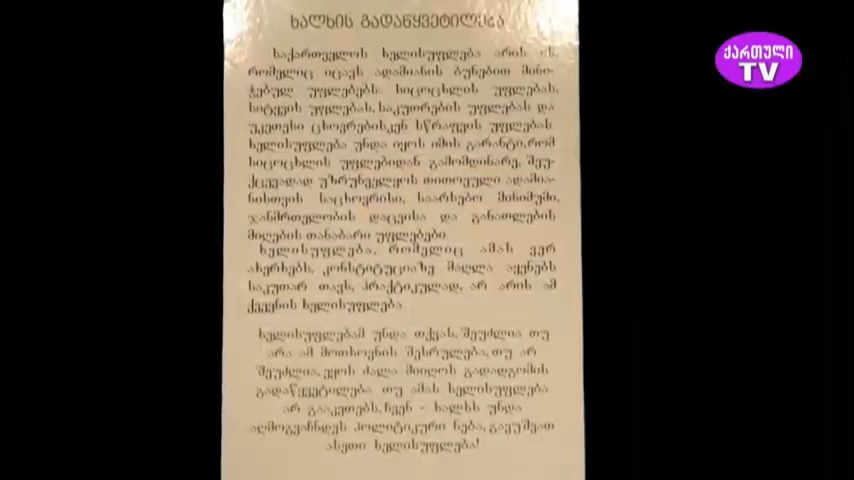 ხალხის გადაწყვეტილება
საქართველოს ხელისუფლება არის ის,
რომელიც იცავს ადამიანის ბუნებით მინი-
ჭებულ უფლებებს: სიცოცხლის უფლებას,
სიტყვის უფლებას, საკუთრების უფლებას და
უკეთესი ცხოვრებისკენ სწრაფვის უფლებას.
ხელისუფლება უნდა იყოს იმის გარანტი, რომ
სიცოცხლის უფლებიდან გამომდინარე, შეუ-
ქცევადად უზრუნველყოს თითოეული ადამია-
ნისთვის საცხოვრისი, საარსებო მინიმუმი,
ჯანმრთელობის დაცვისა და განათლების
მიღების თანაბარი უფლებები.
ხელისუფლება, რომელიც ამას ვერ
ახერხებს, კონსტიტუციაზე მაღლა აყენებს
საკუთარ თავს, პრაქტიკულად, არ არის ამ
ქვეყნის ხელისუფლება.
ხელისუფლებამ უნდა თქვას, შეუძლია თუ
არა ამ მოთხოვნის შესრულება, თუ არ
შეუძლია, ეყოს ძალა მიიღოს გადადგომის
გადაწყვეტილება. თუ ამას ხელისუფლება
არ გააკეთებს, ჩვენ - ხალხს უნდა
აღმოგვაჩნდეს პოლიტიკური ნება, გავუშვათ
ასეთი ხელისუფლება!
ქართული
TV